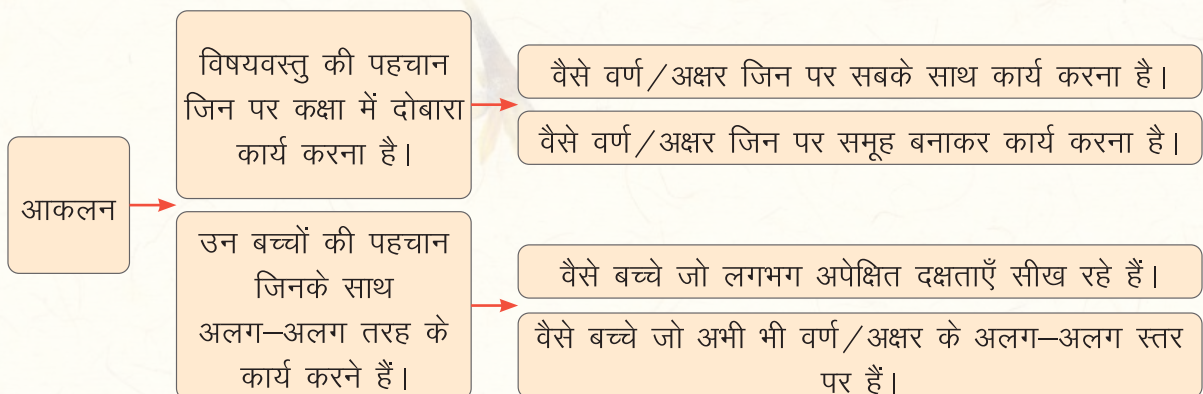 आकलन
विषयवस्तु की पहचान
जिन पर कक्षा में दोबारा
कार्य करना है।
वैसे वर्ण/अक्षर जिन पर सबके साथ कार्य करना है।
वैसे वर्ण/अक्षर जिन पर समूह बनाकर कार्य करना है।
उन बच्चों की पहचान
जिनके साथ
अलग–अलग तरह के
कार्य करने हैं।
वैसे बच्चे जो लगभग अपेक्षित दक्षताएँ सीख रहे हैं।
वैसे बच्चे जो अभी भी वर्ण/अक्षर के अलग–अलग स्तर
पर हैं।